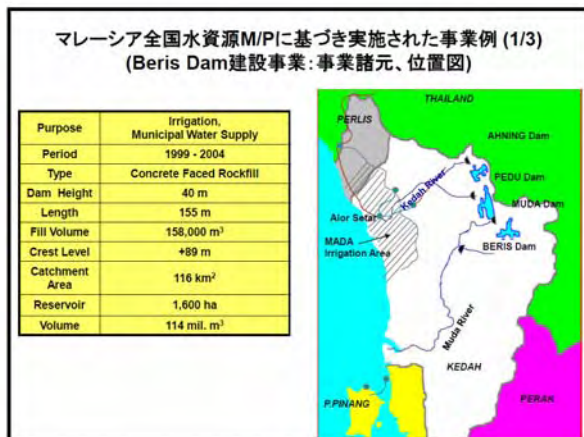 マレーシア全国水資源M/Pに基づき実施された事業例 (1/3)
(Beris Dam建設事業：事業諸元、位置図)
Purpose
Irrigation,
Municipal Water Supply
Period
1999 - 2004
Type
Concrete Faced Rockfill
Dam Height
40 m
Length
155 m
Fill Volume
158,000 m³
Crest Level
+89 m
Catchment
Area
116 km²
Reservoir
1,600 ha
Volume
114 mil. m³
THAILAND
PERLIS
AHNING Dam
PEDU Dam
Kedah River
MUDA Dam
Alor Setar
MADA
Irrigation Area
BERIS Dam
Muda River
KEDAH
P.PINANG
PERAK